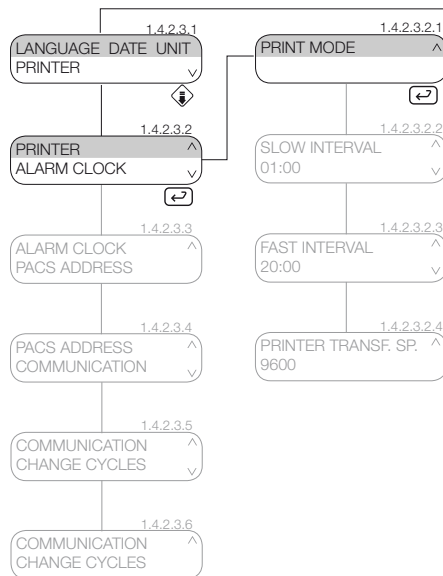 1.4.2.3.1
LANGUAGE DATE UNIT
PRINTER
1.4.2.3.2
PRINTER
ALARM CLOCK
1.4.2.3.3
ALARM CLOCK
PACS ADDRESS
1.4.2.3.4
PACS ADDRESS
COMMUNICATION
1.4.2.3.5
COMMUNICATION
CHANGE CYCLES
1.4.2.3.6
COMMUNICATION
CHANGE CYCLES
1.4.2.3.2.1
PRINT MODE
1.4.2.3.2.2
SLOW INTERVAL
01:00
1.4.2.3.2.3
FAST INTERVAL
20:00
1.4.2.3.2.4
PRINTER TRANSF. SP.
9600